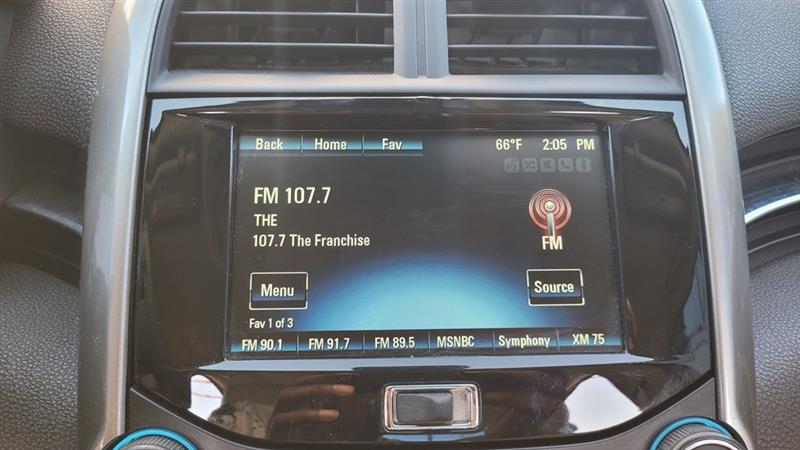 Back Home Fav 66°F 2:05 PM
FM 107.7
THE
107.7 The Franchise
FM
Menu Source
Fav 1 of 3
FM 90.1 FM 91.7 FM 89.5 MSNBC Symphony XM 75